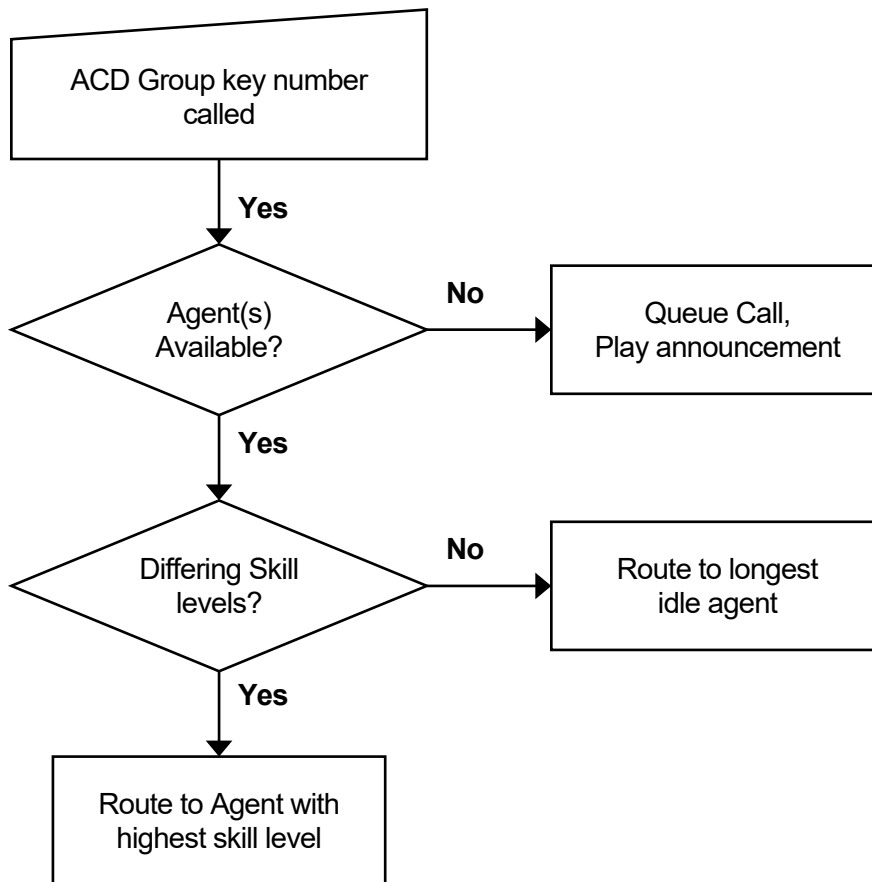 ACD Group key number
called
Yes
Agent(s)
Available?
No
Queue Call,
Play announcement
Yes
Differing Skill
levels?
No
Route to longest
idle agent
Yes
Route to Agent with
highest skill level